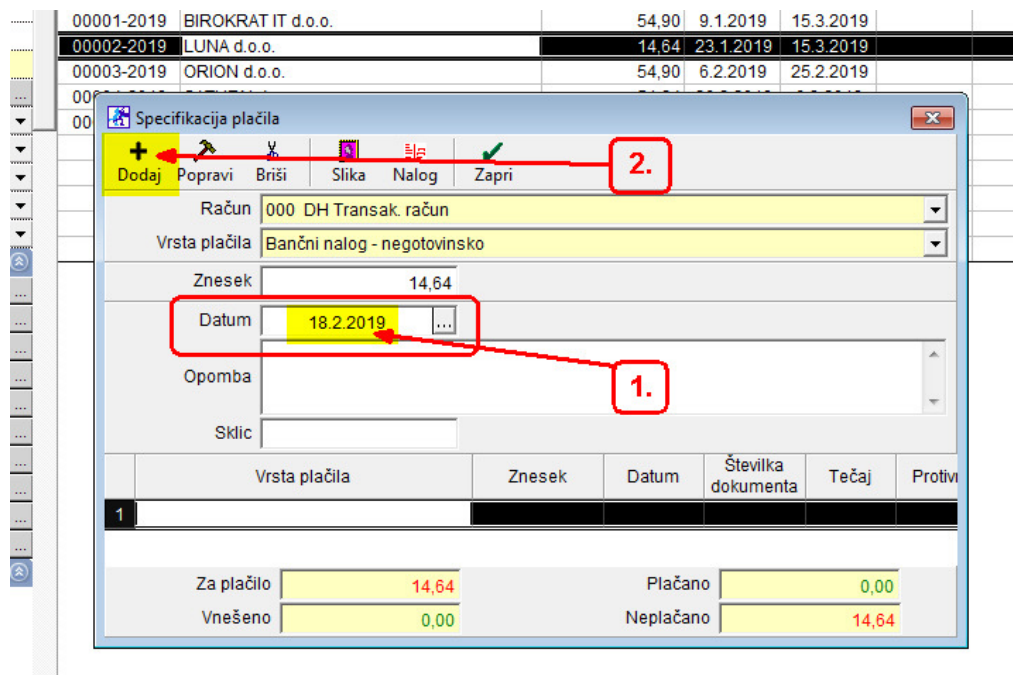 00001-2019 BIROKRAT IT d.o.o. 54,90 9.1.2019 15.3.2019
00002-2019 LUNA d.o.o. 14,64 23.1.2019 15.3.2019
00003-2019 ORION d.o.o. 54,90 6.2.2019 25.2.2019
Specifikacija plačila
Dodaj Popravi Briši Slika Nalog Zapri
2.
Račun 000 DH Transak. račun
Vrsta plačila Bančni nalog - negotovinsko
Znesek 14,64
Datum 18.2.2019 ...
1.
Opomba
Sklic
Vrsta plačila Znesek Datum Številka dokumenta Tečaj Protivr
1
Za plačilo 14,64 Plačano 0,00
Vnešeno 0,00 Neplačano 14,64